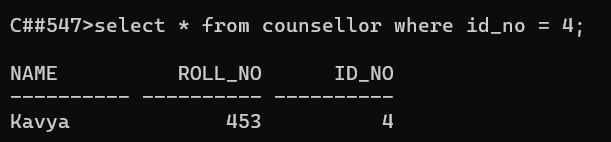 C##547>select * from counsellor where id_no = 4;
NAME          ROLL_NO      ID_NO
---------- ---------- ----------
Kavya             453          4